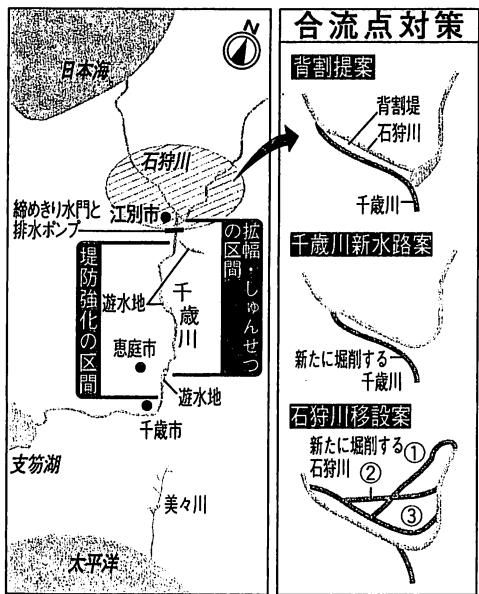 N
日本海
石狩川
締めきり水門と
排水ポンプ
江別市
拡幅・しゅんせつ
の区間
堤防強化の区間
遊水地
千歳川
恵庭市
遊水地
千歳市
支笏湖
美々川
太平洋
合流点対策
背割提案
背割堤
石狩川
千歳川
千歳川新水路案
新たに堀削する
千歳川
石狩川移設案
新たに堀削する
石狩川
①
②
③